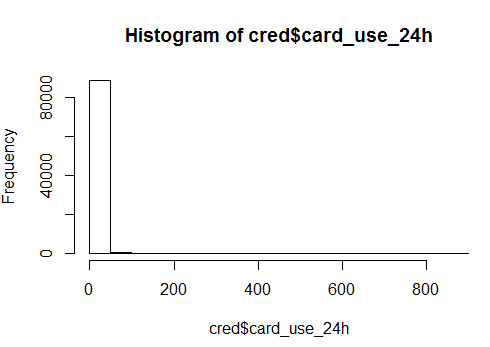 Histogram of cred$card_use_24h
Frequency
80000
40000
0
0 200 400 600 800
cred$card_use_24h